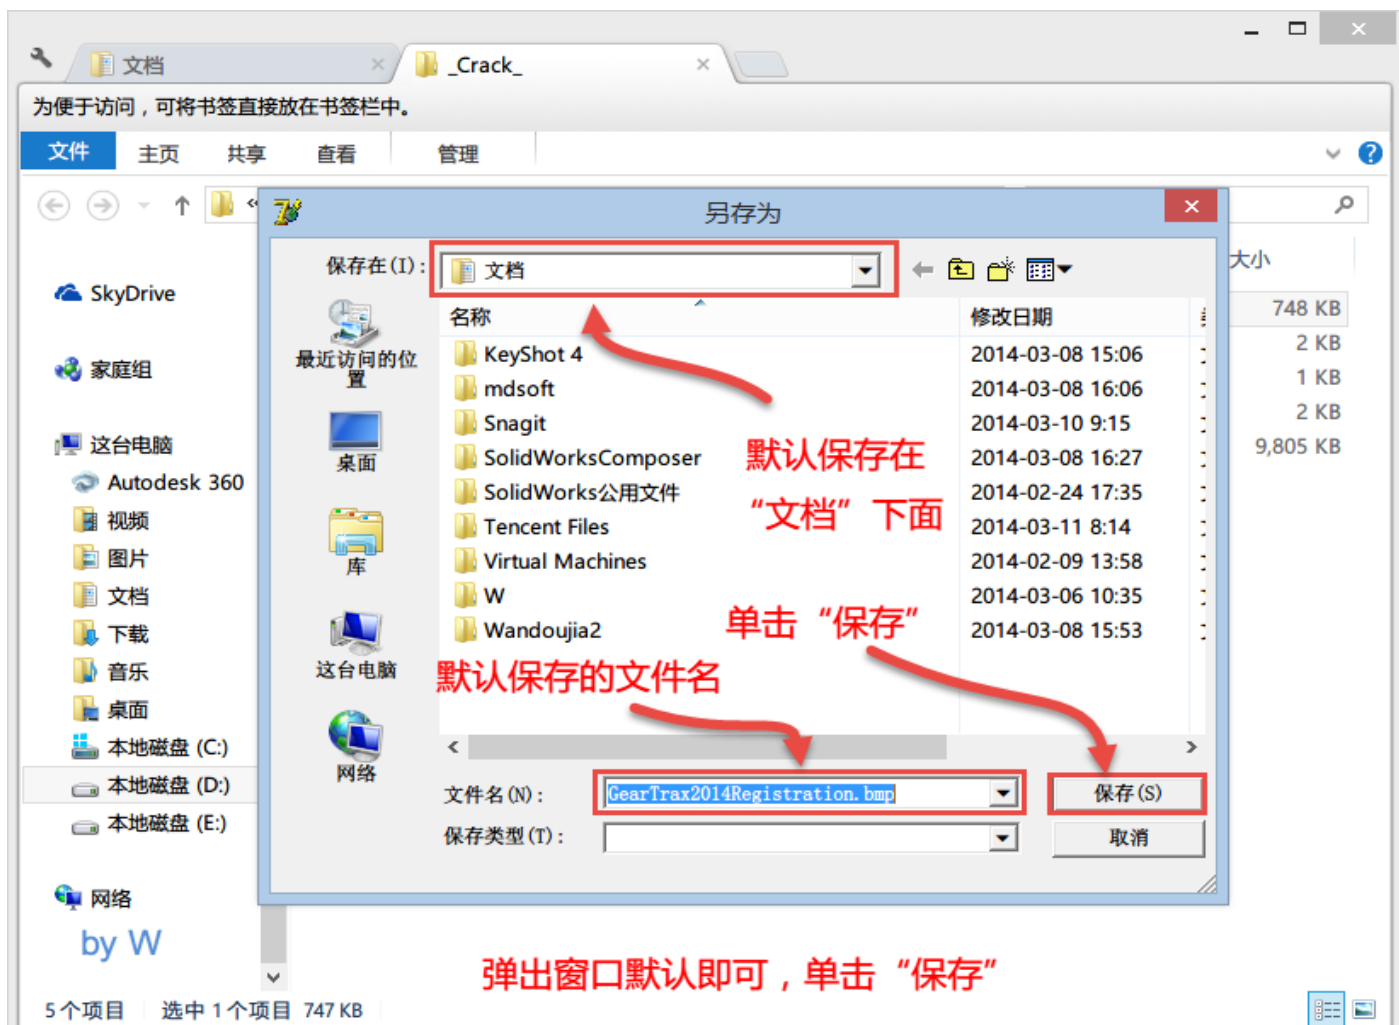 文档
_Crack_
为便于访问，可将书签直接放在书签栏中。
文件 主页 共享 查看 管理
另存为
保存在(I)：
文档
大小
SkyDrive
家庭组
这台电脑
Autodesk 360
视频
图片
文档
下载
音乐
桌面
本地磁盘 (C:)
本地磁盘 (D:)
本地磁盘 (E:)
网络
by W
最近访问的位置
桌面
库
这台电脑
网络
名称 修改日期
KeyShot 4 2014-03-08 15:06
mdsoft 2014-03-08 16:06
Snagit 2014-03-10 9:15
SolidWorksComposer 2014-03-08 16:27
SolidWorks公用文件 2014-02-24 17:35
Tencent Files 2014-03-11 8:14
Virtual Machines 2014-02-09 13:58
W 2014-03-06 10:35
Wandoujia2 2014-03-08 15:53
748 KB
2 KB
1 KB
2 KB
9,805 KB
默认保存在
“文档”下面
单击“保存”
默认保存的文件名
文件名(N)：
GearTrax2014Registration.bmp
保存(S)
保存类型(T)：
取消
弹出窗口默认即可，单击“保存”
5 个项目 选中 1 个项目 747 KB